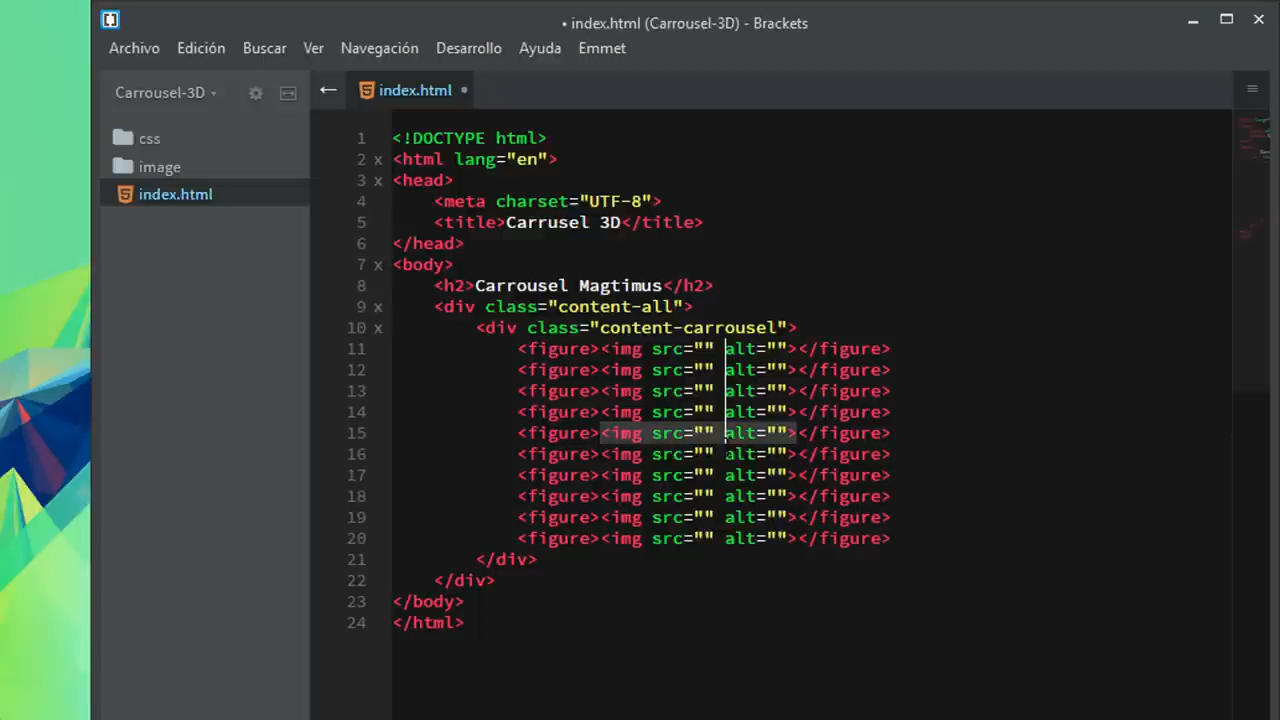 • index.html (Carrousel-3D) - Brackets
Archivo Edición Buscar Ver Navegación Desarrollo Ayuda Emmet
Carrousel-3D
index.html •
css
image
index.html
1 <!DOCTYPE html>
2 x <html lang="en">
3 x <head>
4 <meta charset="UTF-8">
5 <title>Carrusel 3D</title>
6 </head>
7 x <body>
8 <h2>Carrousel Magtimus</h2>
9 x <div class="content-all">
10 x <div class="content-carrousel">
11 <figure><img src="" alt=""></figure>
12 <figure><img src="" alt=""></figure>
13 <figure><img src="" alt=""></figure>
14 <figure><img src="" alt=""></figure>
15 <figure><img src="" alt=""></figure>
16 <figure><img src="" alt=""></figure>
17 <figure><img src="" alt=""></figure>
18 <figure><img src="" alt=""></figure>
19 <figure><img src="" alt=""></figure>
20 <figure><img src="" alt=""></figure>
21 </div>
22 </div>
23 </body>
24 </html>